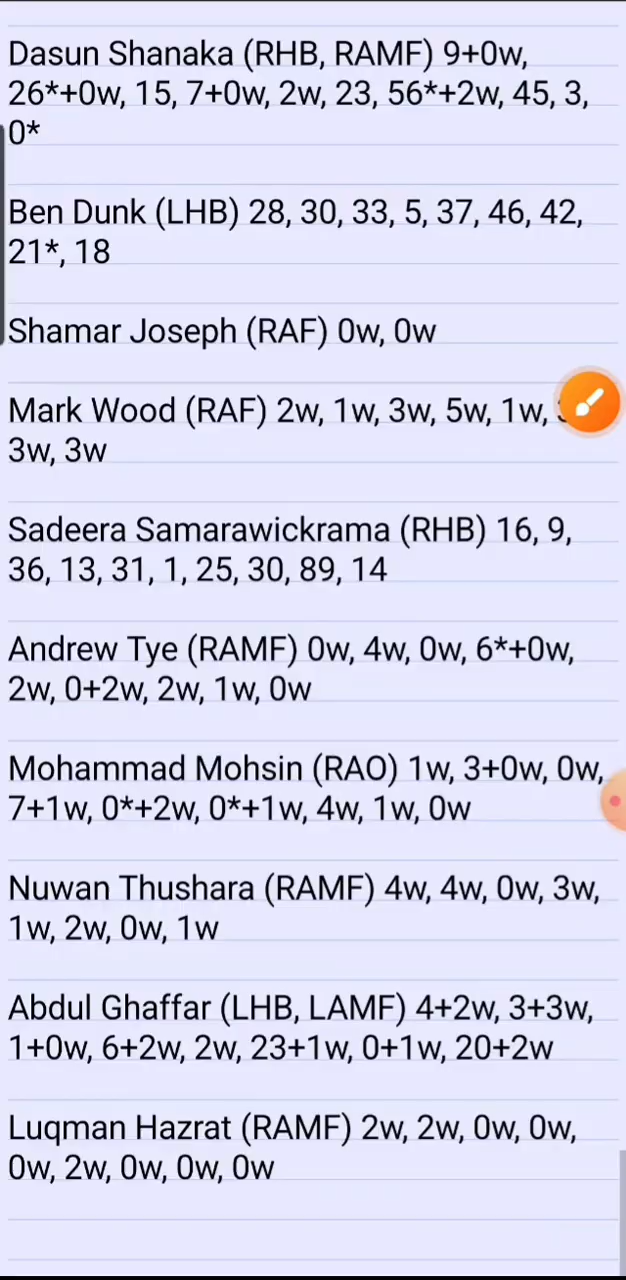 Dasun Shanaka (RHB, RAMF) 9+0w,
26*+0w, 15, 7+0w, 2w, 23, 56*+2w, 45, 3,
0*
Ben Dunk (LHB) 28, 30, 33, 5, 37, 46, 42,
21*, 18
Shamar Joseph (RAF) 0w, 0w
Mark Wood (RAF) 2w, 1w, 3w, 5w, 1w,
3w, 3w
Sadeera Samarawickrama (RHB) 16, 9,
36, 13, 31, 1, 25, 30, 89, 14
Andrew Tye (RAMF) 0w, 4w, 0w, 6*+0w,
2w, 0+2w, 2w, 1w, 0w
Mohammad Mohsin (RAO) 1w, 3+0w, 0w,
7+1w, 0*+2w, 0*+1w, 4w, 1w, 0w
Nuwan Thushara (RAMF) 4w, 4w, 0w, 3w,
1w, 2w, 0w, 1w
Abdul Ghaffar (LHB, LAMF) 4+2w, 3+3w,
1+0w, 6+2w, 2w, 23+1w, 0+1w, 20+2w
Luqman Hazrat (RAMF) 2w, 2w, 0w, 0w,
0w, 2w, 0w, 0w, 0w